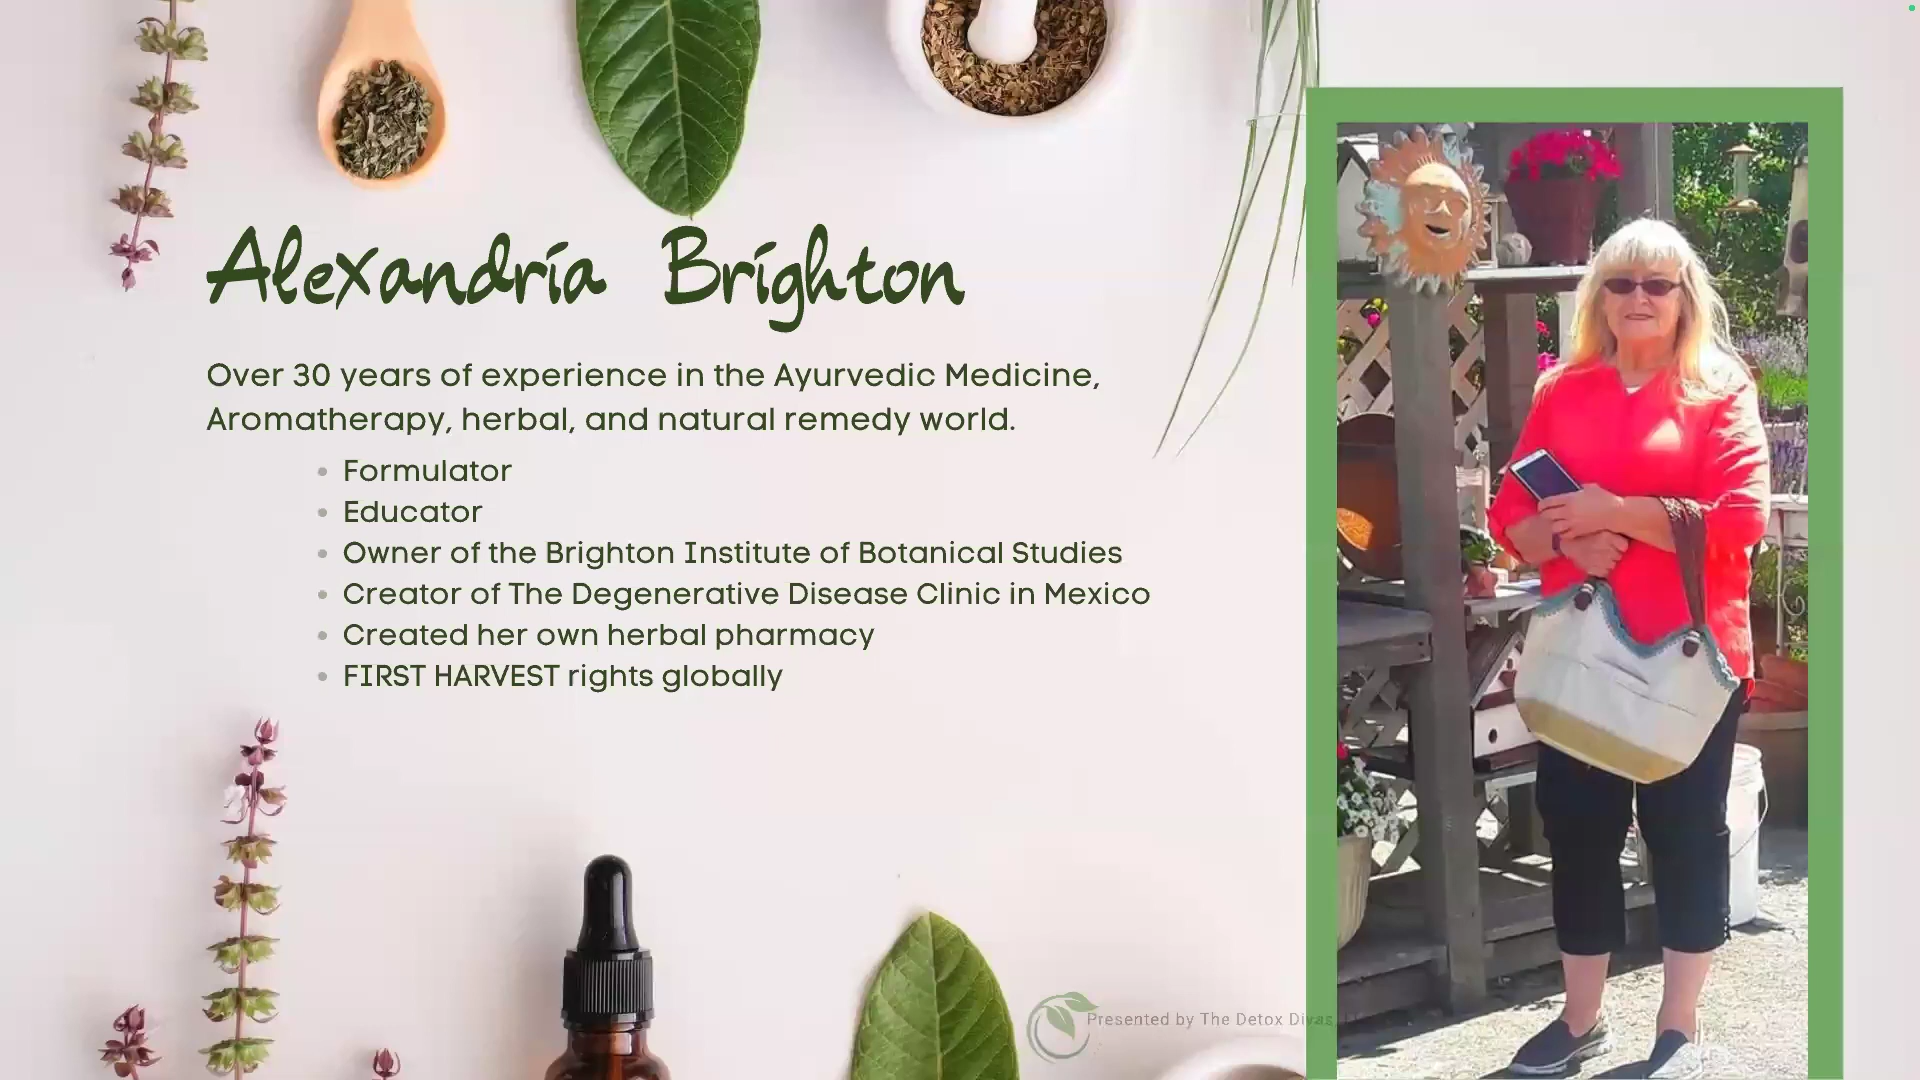 Alexandria Brighton
Over 30 years of experience in the Ayurvedic Medicine,
Aromatherapy, herbal, and natural remedy world.
Formulator
Educator
Owner of the Brighton Institute of Botanical Studies
Creator of The Degenerative Disease Clinic in Mexico
Created her own herbal pharmacy
FIRST HARVEST rights globally
Presented by The Detox Divas,